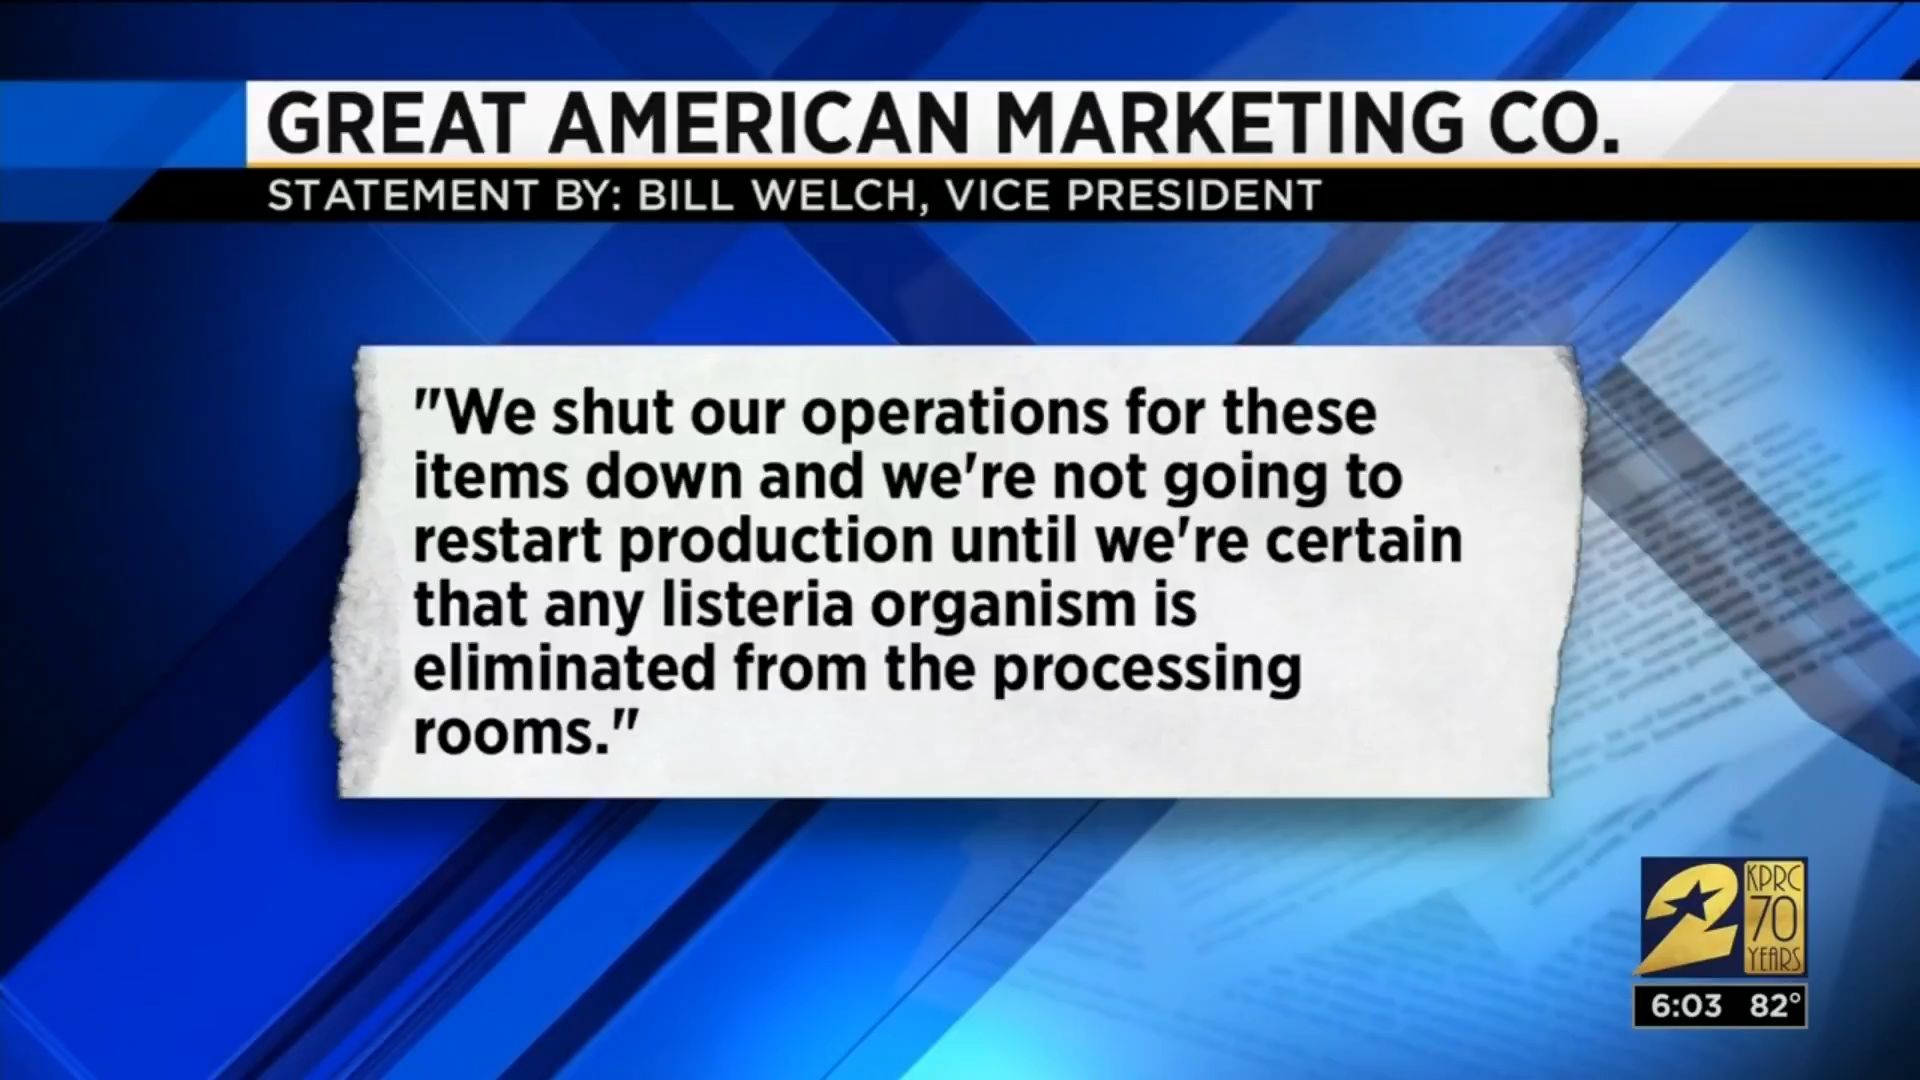 GREAT AMERICAN MARKETING CO.
STATEMENT BY: BILL WELCH, VICE PRESIDENT
"We shut our operations for these
items down and we're not going to
restart production until we're certain
that any listeria organism is
eliminated from the processing
rooms."
2
KPRC
70
YEARS
6:03 82°